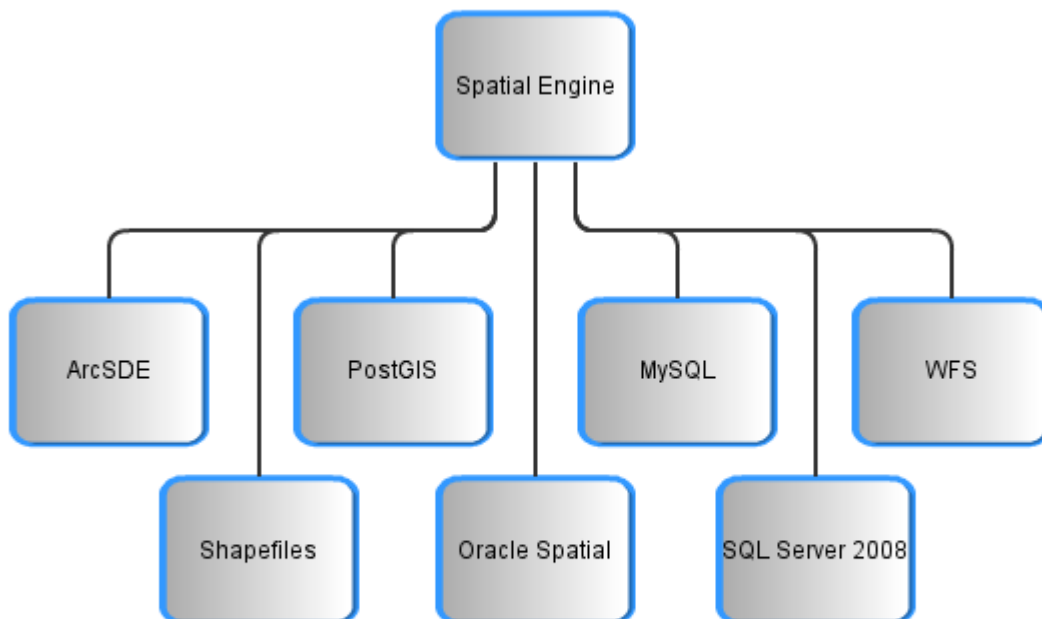 Spatial Engine
ArcSDE
PostGIS
MySQL
WFS
Shapefiles
Oracle Spatial
SQL Server 2008